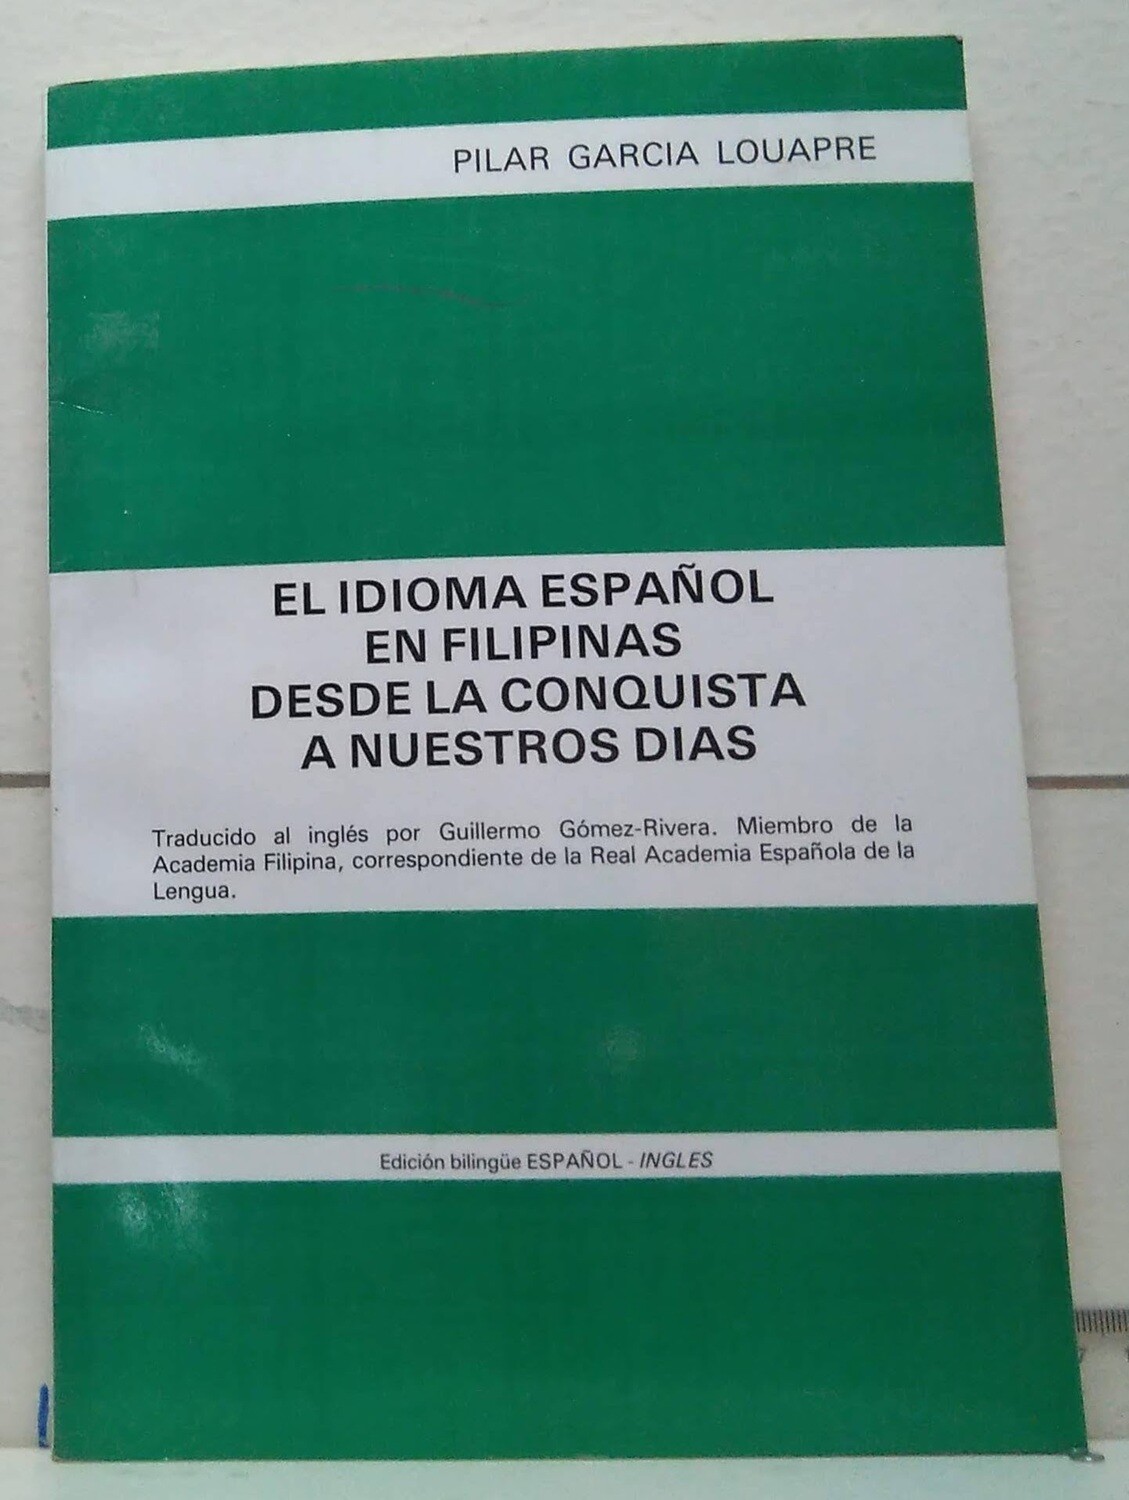 PILAR GARCIA LOUAPRE
EL IDIOMA ESPAÑOL
EN FILIPINAS
DESDE LA CONQUISTA
A NUESTROS DIAS
Traducido al inglés por Guillermo Gómez-Rivera. Miembro de la
Academia Filipina, correspondiente de la Real Academia Española de la
Lengua.
Edición bilingüe ESPAÑOL - INGLES